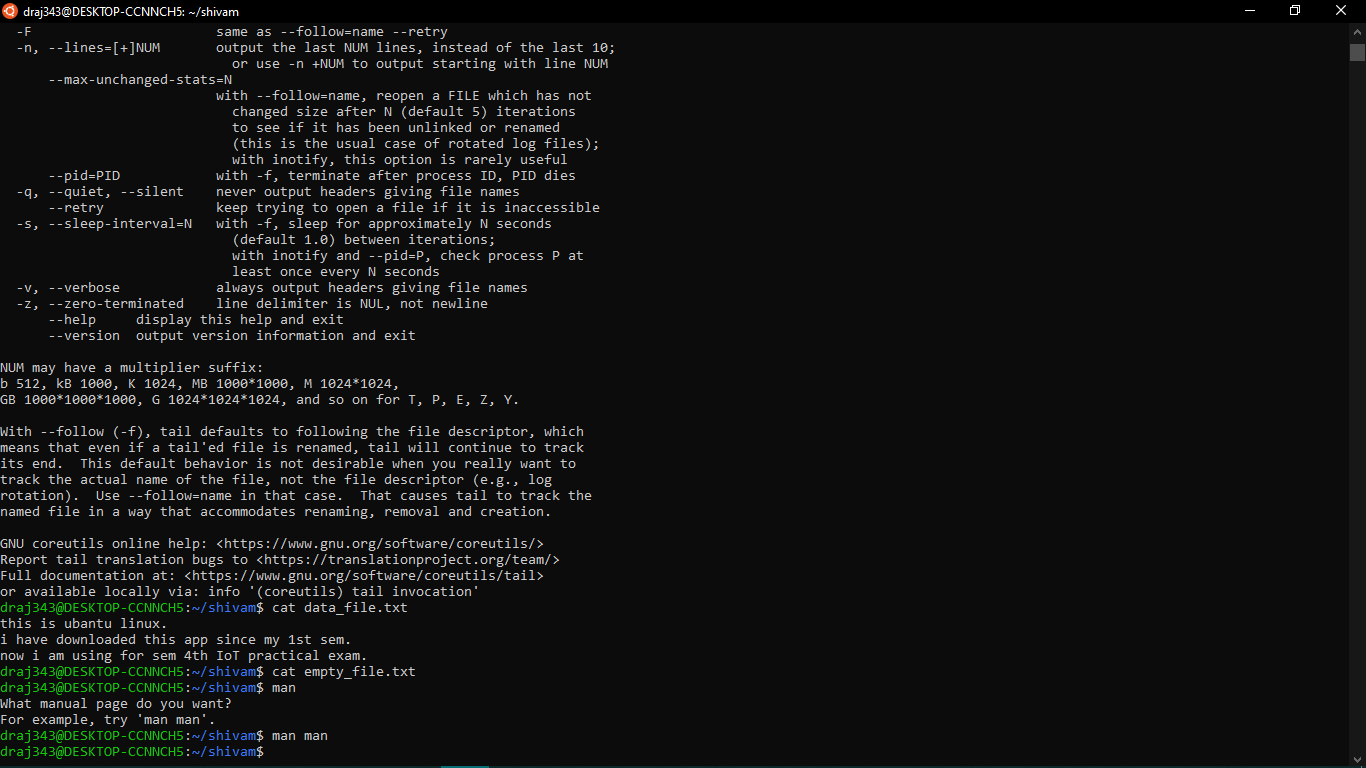 draj343@DESKTOP-CCNNCH5: ~/shivam
  -F                       same as --follow=name --retry
  -n, --lines=[+]NUM       output the last NUM lines, instead of the last 10;
                             or use -n +NUM to output starting with line NUM
      --max-unchanged-stats=N
                           with --follow=name, reopen a FILE which has not
                             changed size after N (default 5) iterations
                             to see if it has been unlinked or renamed
                             (this is the usual case of rotated log files);
                             with inotify, this option is rarely useful
      --pid=PID            with -f, terminate after process ID, PID dies
  -q, --quiet, --silent    never output headers giving file names
      --retry              keep trying to open a file if it is inaccessible
  -s, --sleep-interval=N   with -f, sleep for approximately N seconds
                             (default 1.0) between iterations;
                             with inotify and --pid=P, check process P at
                             least once every N seconds
  -v, --verbose            always output headers giving file names
  -z, --zero-terminated    line delimiter is NUL, not newline
      --help     display this help and exit
      --version  output version information and exit

NUM may have a multiplier suffix:
b 512, kB 1000, K 1024, MB 1000*1000, M 1024*1024,
GB 1000*1000*1000, G 1024*1024*1024, and so on for T, P, E, Z, Y.

With --follow (-f), tail defaults to following the file descriptor, which
means that even if a tail'ed file is renamed, tail will continue to track
its end.  This default behavior is not desirable when you really want to
track the actual name of the file, not the file descriptor (e.g., log
rotation).  Use --follow=name in that case.  That causes tail to track the
named file in a way that accommodates renaming, removal and creation.

GNU coreutils online help: <https://www.gnu.org/software/coreutils/>
Report tail translation bugs to <https://translationproject.org/team/>
Full documentation at: <https://www.gnu.org/software/coreutils/tail>
or available locally via: info '(coreutils) tail invocation'
draj343@DESKTOP-CCNNCH5:~/shivam$ cat data_file.txt
this is ubantu linux.
i have downloaded this app since my 1st sem.
now i am using for sem 4th IoT practical exam.
draj343@DESKTOP-CCNNCH5:~/shivam$ cat empty_file.txt
draj343@DESKTOP-CCNNCH5:~/shivam$ man
What manual page do you want?
For example, try 'man man'.
draj343@DESKTOP-CCNNCH5:~/shivam$ man man
draj343@DESKTOP-CCNNCH5:~/shivam$